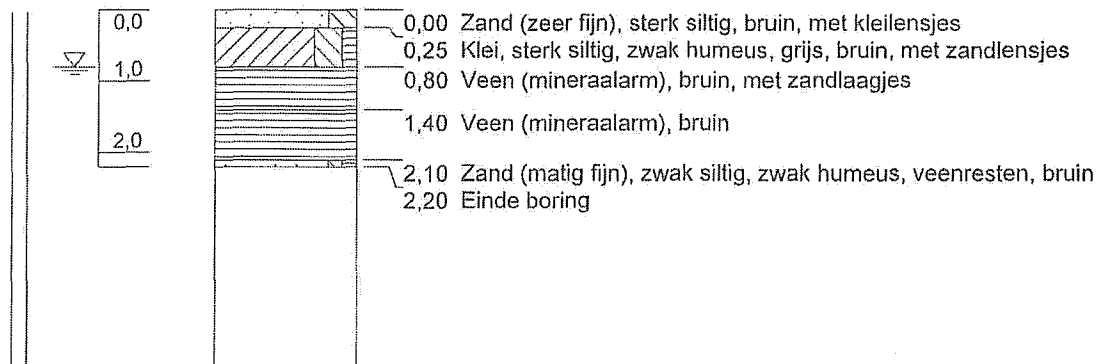 0,0
0,00 Zand (zeer fijn), sterk siltig, bruin, met kleilensjes
0,25 Klei, sterk siltig, zwak humeus, grijs, bruin, met zandlensjes
1,0
0,80 Veen (mineraalarm), bruin, met zandlaagjes
1,40 Veen (mineraalarm), bruin
2,0
2,10 Zand (matig fijn), zwak siltig, zwak humeus, veenresten, bruin
2,20 Einde boring